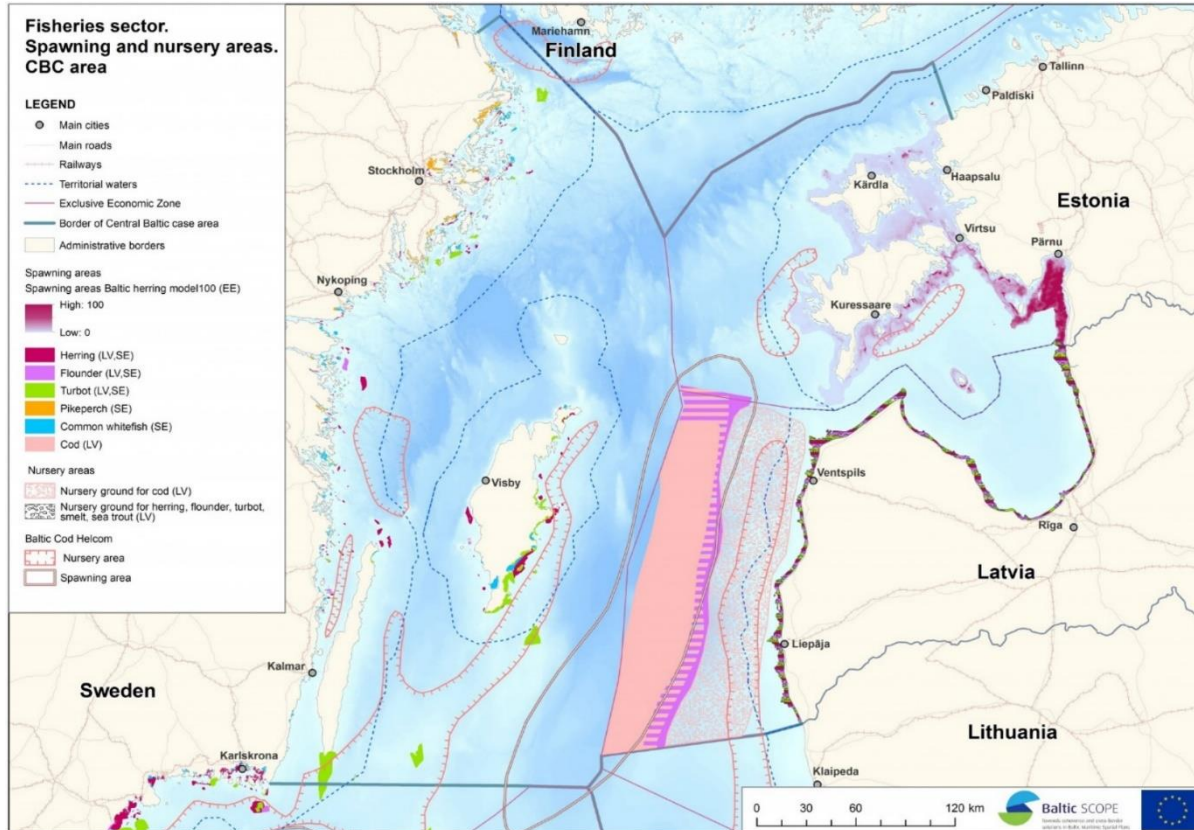 Fisheries sector.
Spawning and nursery areas.
CBC area
LEGEND
Main cities
Main roads
Railways
Territorial waters
Exclusive Economic Zone
Border of Central Baltic case area
Administrative borders
Spawning areas
Spawning areas Baltic herring model100 (EE)
High: 100
Low: 0
Herring (LV,SE)
Flounder (LV,SE)
Turbot (LV,SE)
Pikeperch (SE)
Common whitefish (SE)
Cod (LV)
Nursery areas
Nursery ground for cod (LV)
Nursery ground for herring, flounder, turbot,
smelt, sea trout (LV)
Baltic Cod Helcom
Nursery area
Spawning area
Mariehamn
Finland
Tallinn
Paldiski
Stockholm
Kärdla
Haapsalu
Estonia
Virtsu
Pärnu
Nykoping
Kuressaare
Visby
Ventspils
Rīga
Latvia
Liepāja
Kalmar
Sweden
Lithuania
Karlskrona
Klaipeda
0 30 60 120 km
Baltic SCOPE